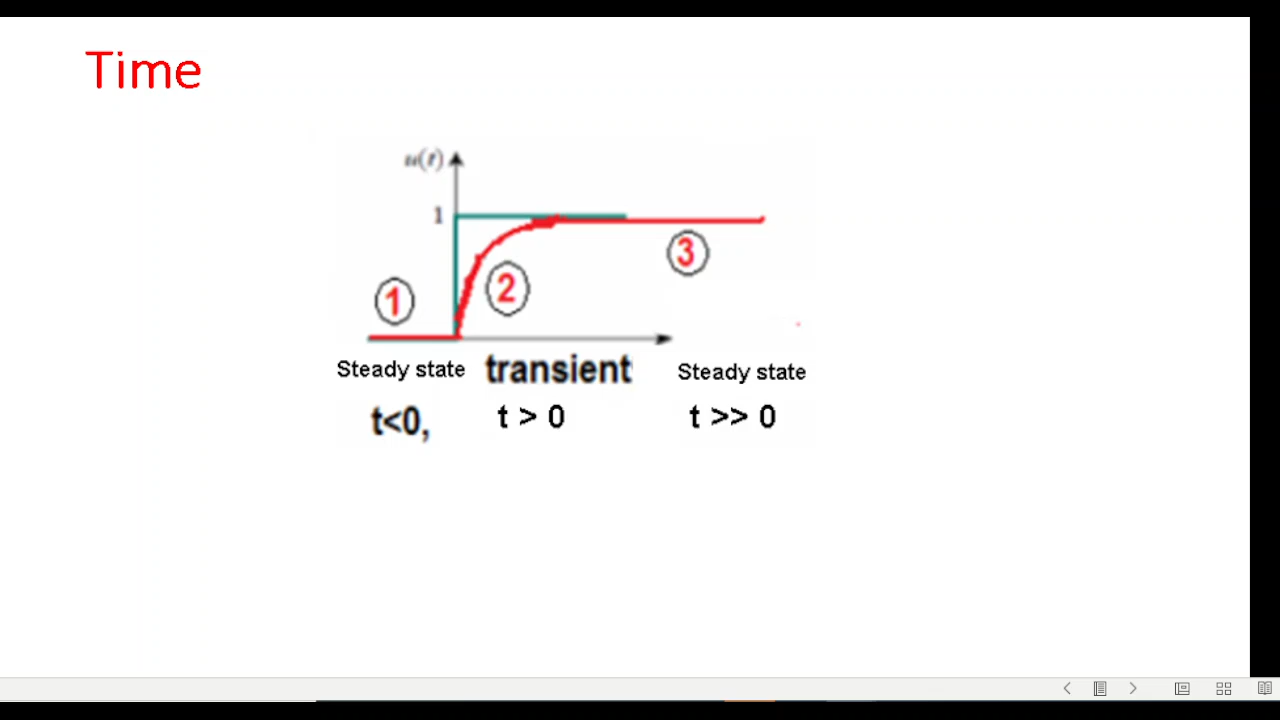 Time
u(t)
1
3
2
1
Steady state transient Steady state
t<0, t > 0 t >> 0